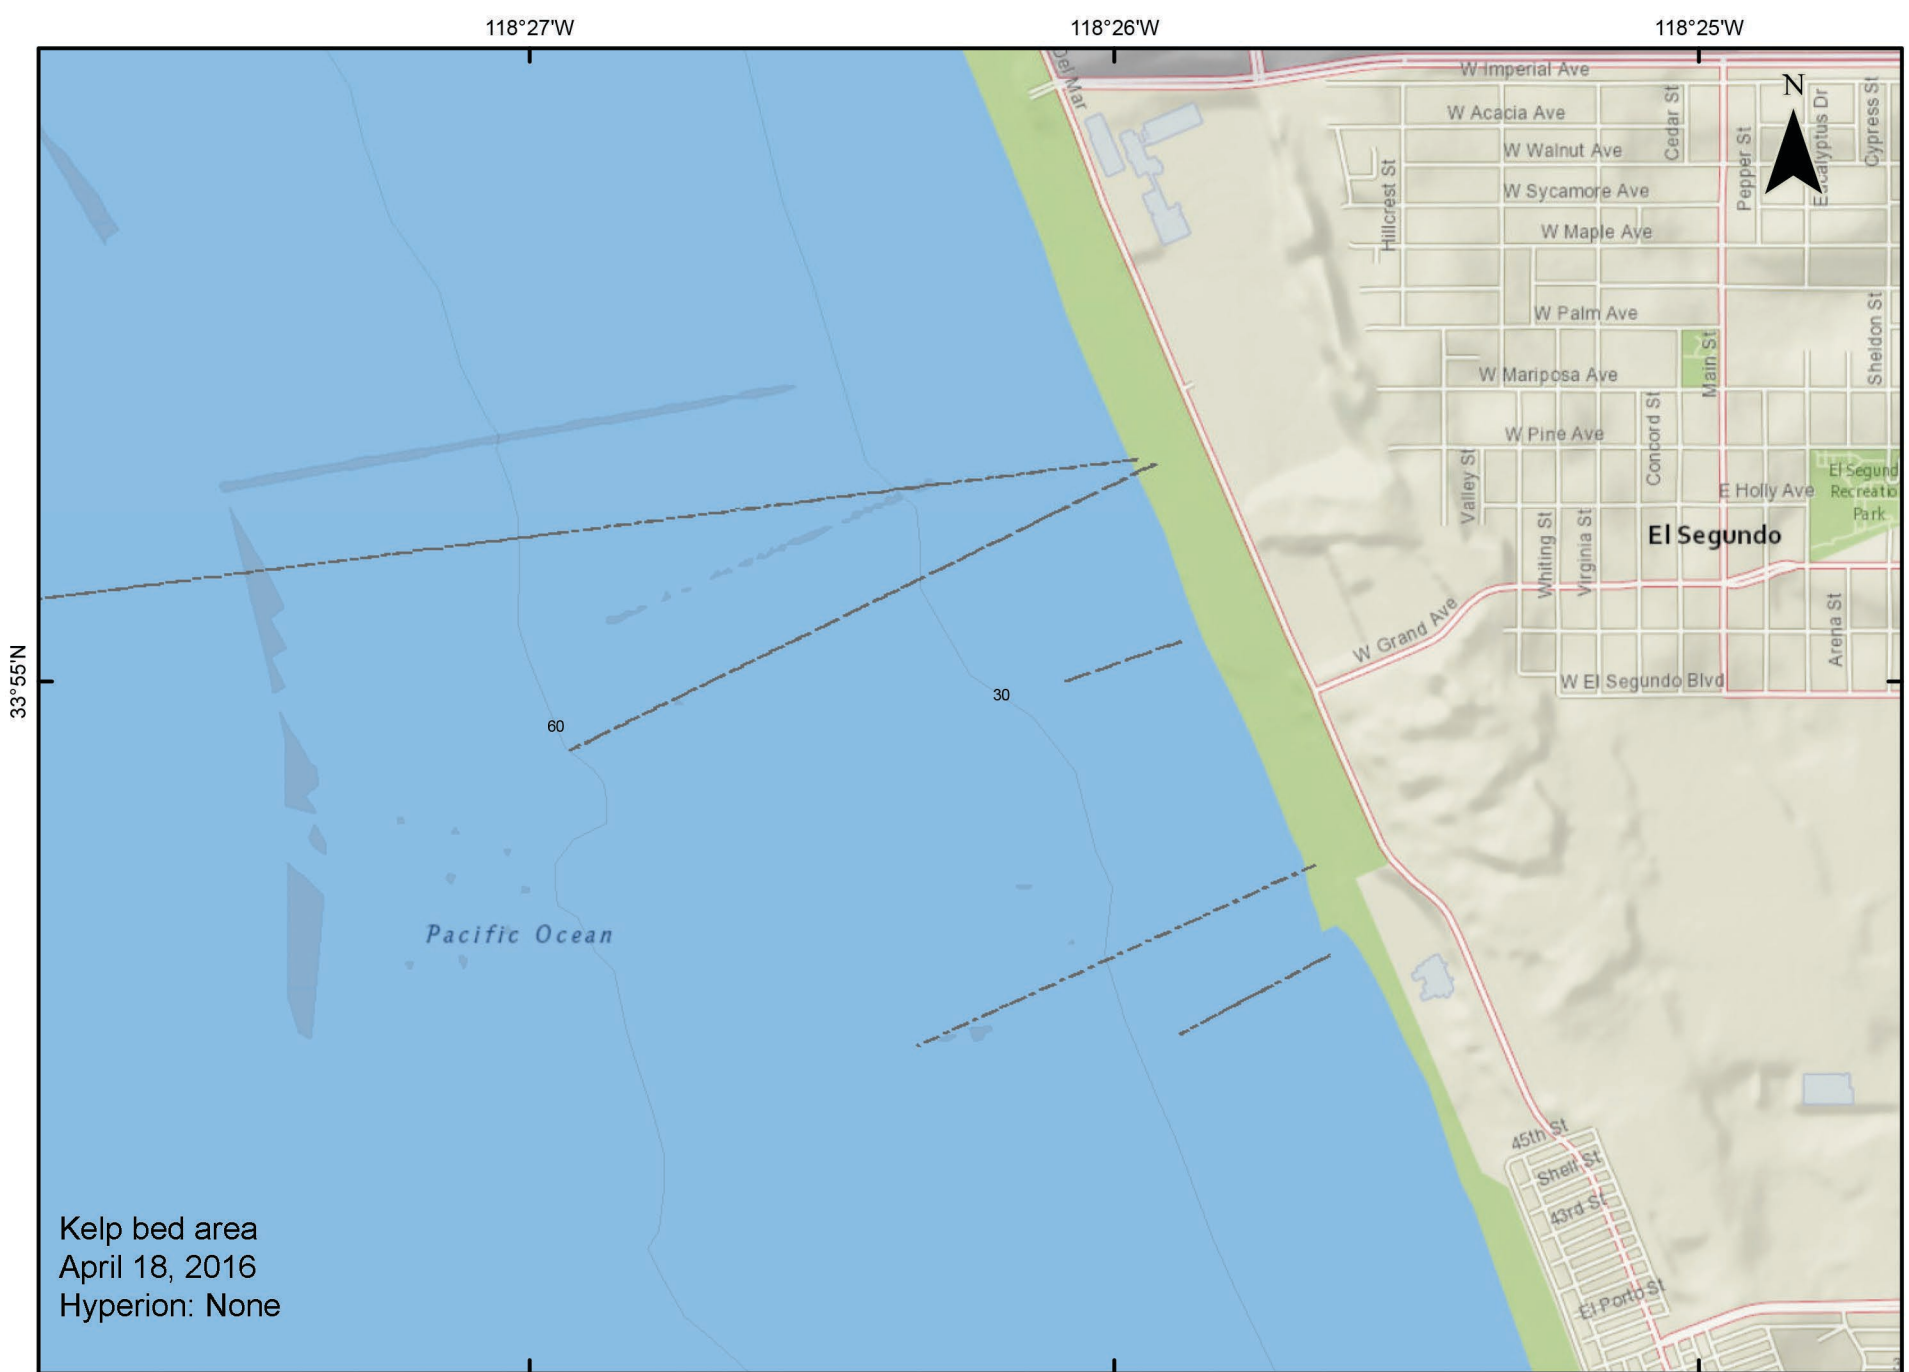 118°27'W
118°26'W
118°25'W
N
33°55'N
Del Mar
W Imperial Ave
W Acacia Ave
W Walnut Ave
W Sycamore Ave
W Maple Ave
W Palm Ave
W Mariposa Ave
W Pine Ave
E Holly Ave
W Grand Ave
W El Segundo Blvd
Hillcrest St
Cedar St
Pepper St
Eucalyptus Dr
Cypress St
Sheldon St
Main St
Concord St
Valley St
Whiting St
Virginia St
Arena St
El Segund
Recreatio
Park
El Segundo
60
30
Pacific Ocean
45th St
Shell St
43rd St
El Porto St
Kelp bed area
April 18, 2016
Hyperion: None